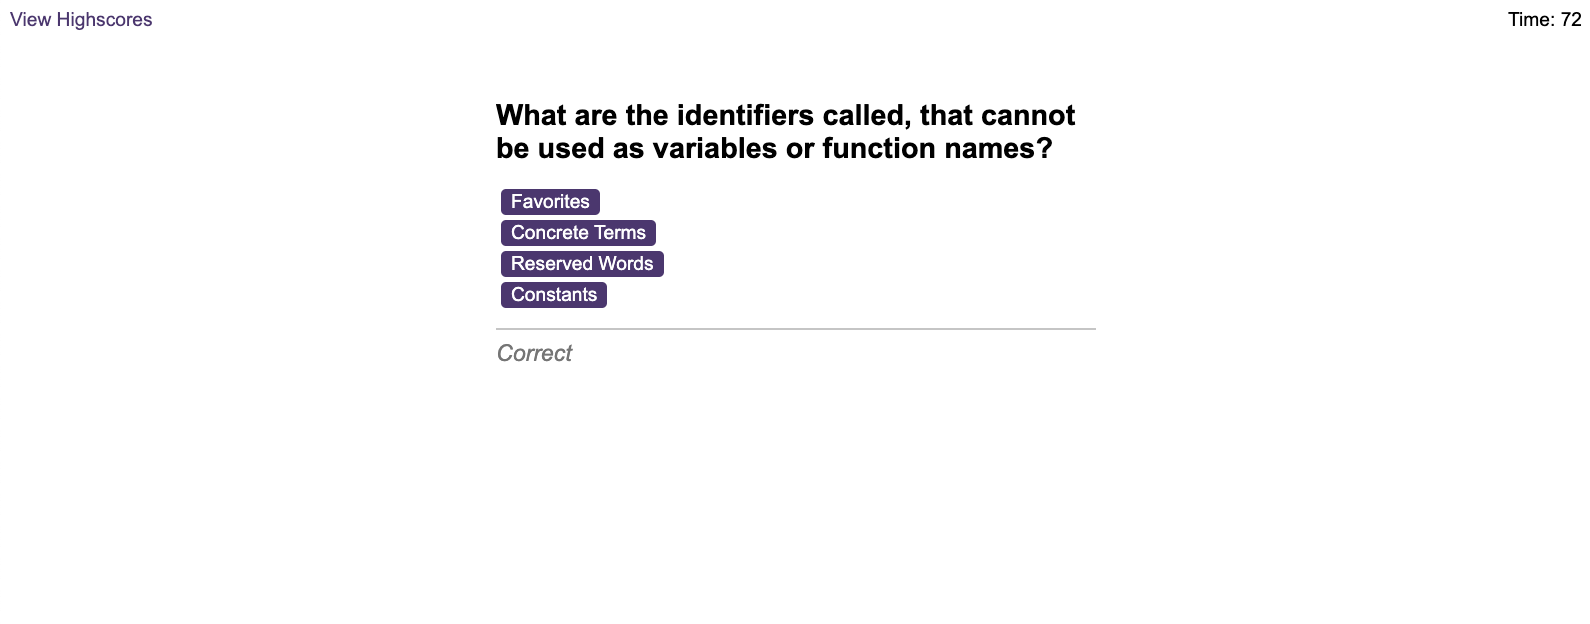 View Highscores
Time: 72
What are the identifiers called, that cannot
be used as variables or function names?
Favorites
Concrete Terms
Reserved Words
Constants
Correct